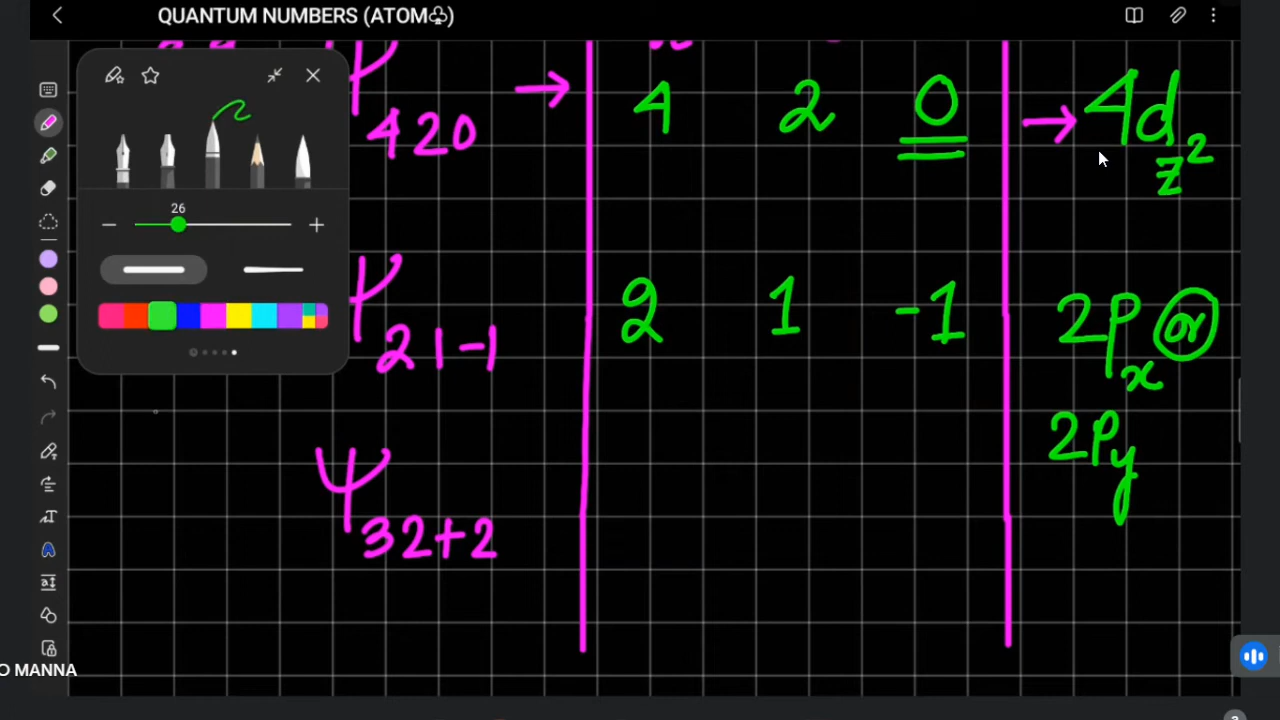 QUANTUM NUMBERS (ATOM♧)
ψ420 → 4 2 0 → 4dz²
26
ψ21-1 2 1 -1 2px or
2py
ψ32+2
O MANNA